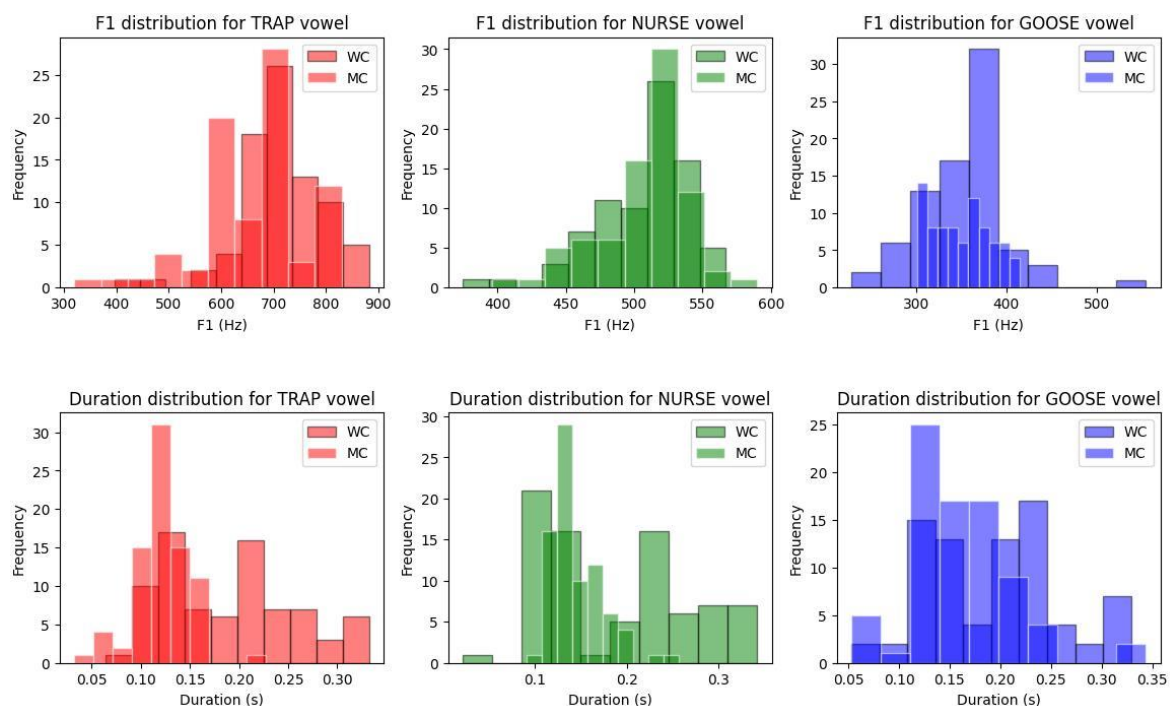 F1 distribution for TRAP vowel
WC
MC
Frequency
25
20
15
10
5
0
300 400 500 600 700 800 900
F1 (Hz)
F1 distribution for NURSE vowel
WC
MC
Frequency
30
25
20
15
10
5
0
400 450 500 550 600
F1 (Hz)
F1 distribution for GOOSE vowel
WC
MC
Frequency
30
25
20
15
10
5
0
300 400 500
F1 (Hz)
Duration distribution for TRAP vowel
WC
MC
Frequency
30
25
20
15
10
5
0
0.05 0.10 0.15 0.20 0.25 0.30
Duration (s)
Duration distribution for NURSE vowel
WC
MC
Frequency
30
25
20
15
10
5
0
0.1 0.2 0.3
Duration (s)
Duration distribution for GOOSE vowel
WC
MC
Frequency
25
20
15
10
5
0
0.05 0.10 0.15 0.20 0.25 0.30 0.35
Duration (s)